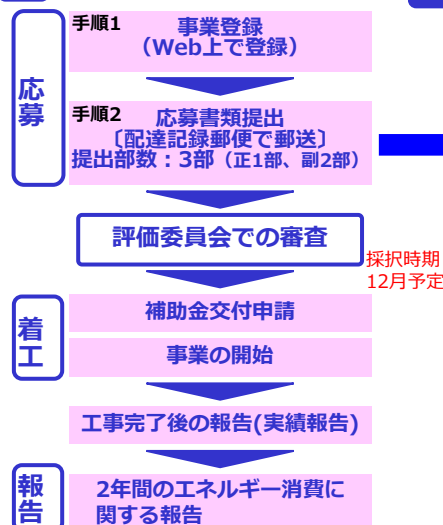 応募
手順1 事業登録
（Web上で登録）
手順2 応募書類提出
〔配達記録郵便で郵送〕
提出部数：3部（正1部、副2部）
評価委員会での審査
採択時期
12月予定
着工
補助金交付申請
事業の開始
工事完了後の報告(実績報告)
報告
2年間のエネルギー消費に
関する報告